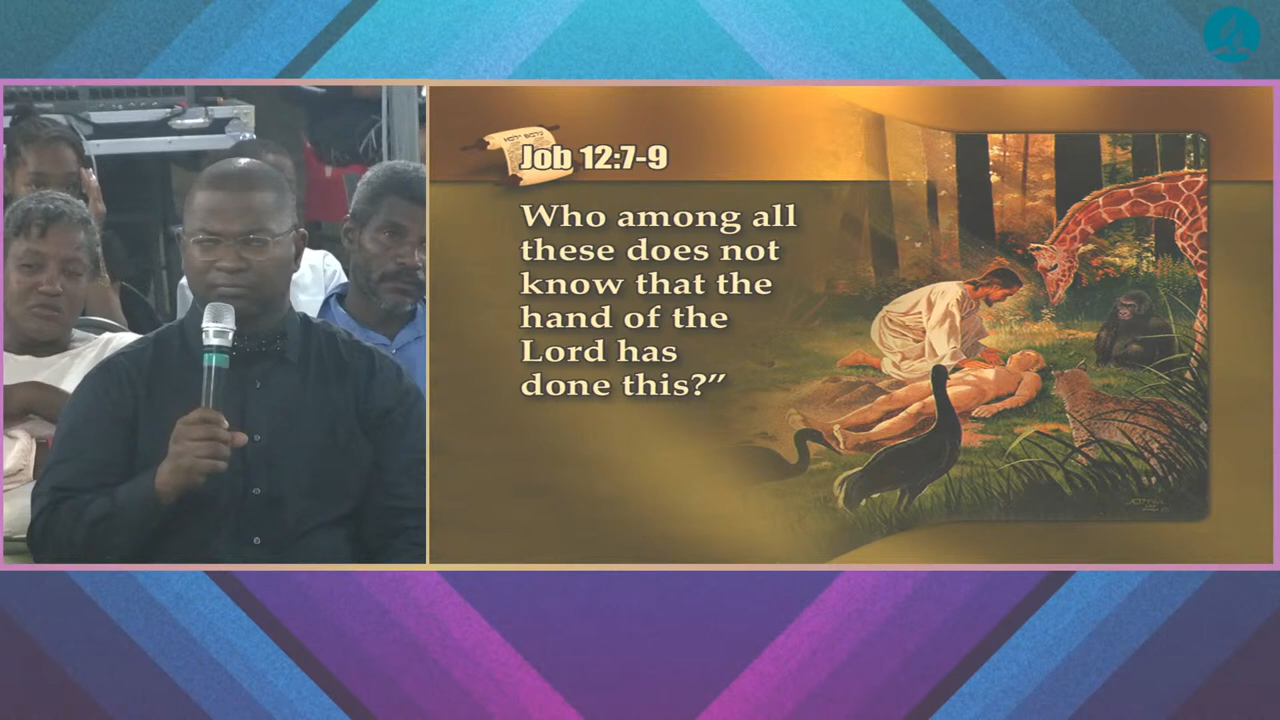 Job 12:7-9
Who among all
these does not
know that the
hand of the
Lord has
done this?”